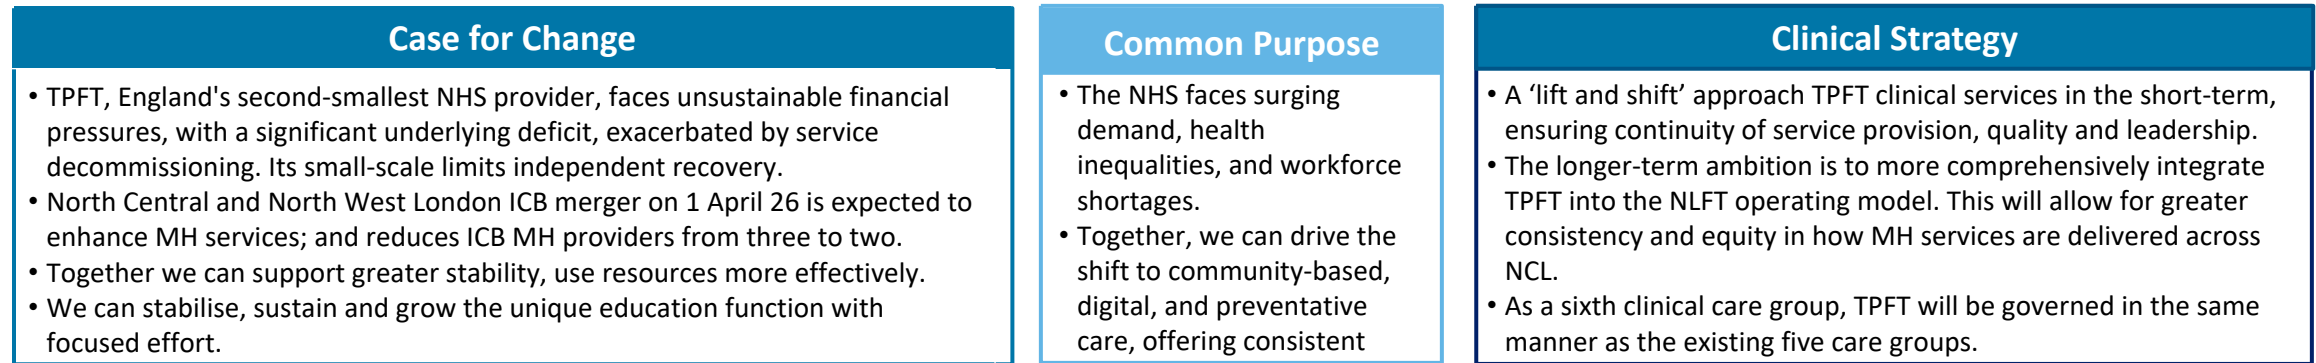 Case for Change
• TPFT, England's second-smallest NHS provider, faces unsustainable financial
pressures, with a significant underlying deficit, exacerbated by service
decommissioning. Its small-scale limits independent recovery.
• North Central and North West London ICB merger on 1 April 26 is expected to
enhance MH services; and reduces ICB MH providers from three to two.
• Together we can support greater stability, use resources more effectively.
• We can stabilise, sustain and grow the unique education function with
focused effort.
Common Purpose
• The NHS faces surging
demand, health
inequalities, and workforce
shortages.
• Together, we can drive the
shift to community-based,
digital, and preventative
care, offering consistent
Clinical Strategy
• A ‘lift and shift’ approach TPFT clinical services in the short-term,
ensuring continuity of service provision, quality and leadership.
• The longer-term ambition is to more comprehensively integrate
TPFT into the NLFT operating model. This will allow for greater
consistency and equity in how MH services are delivered across
NCL.
• As a sixth clinical care group, TPFT will be governed in the same
manner as the existing five care groups.